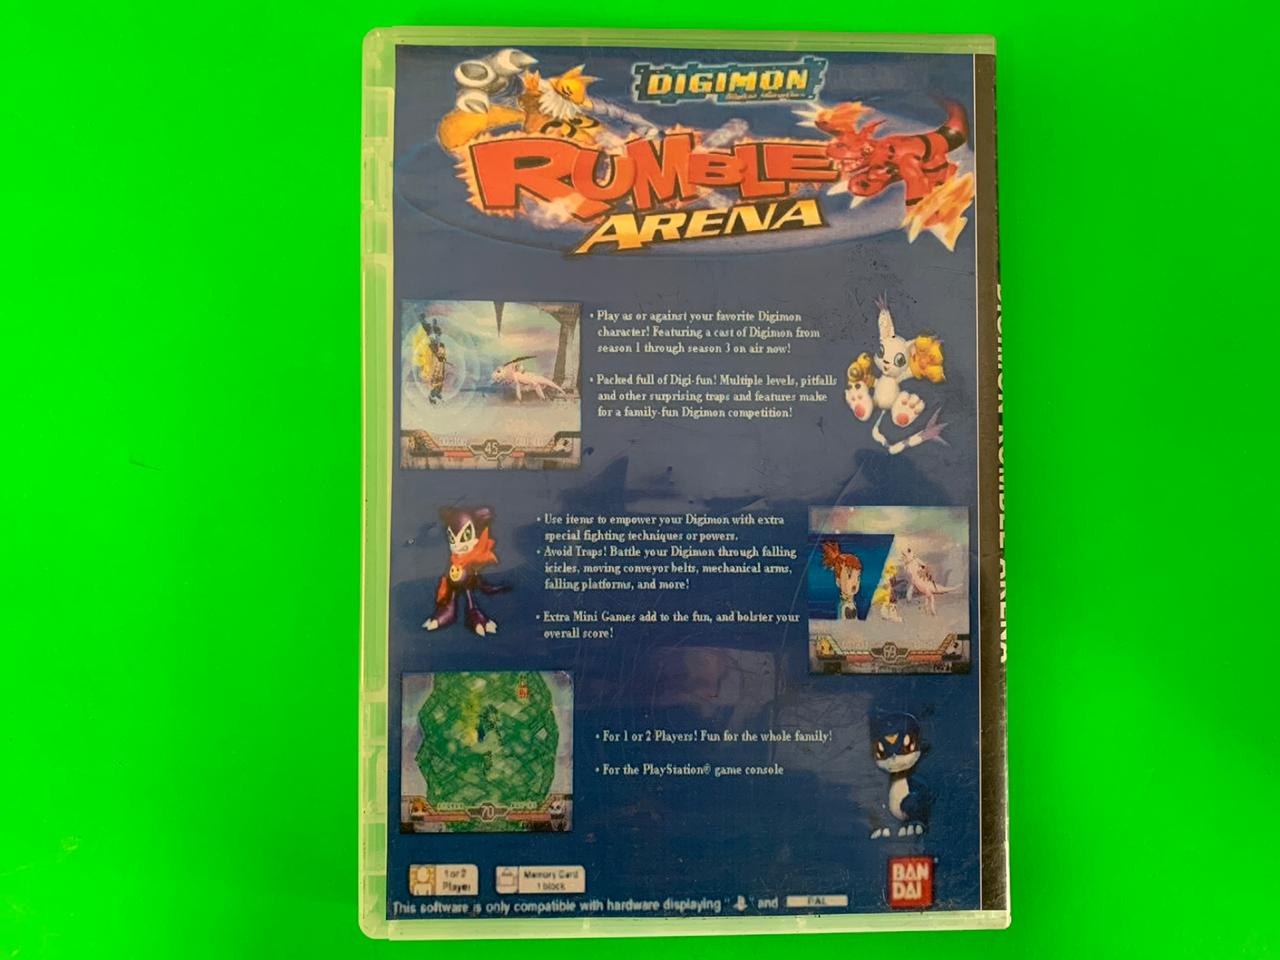 DIGIMON
RUMBLE
ARENA
• Play as or against your favorite Digimon
character! Featuring a cast of Digimon from
season 1 through season 3 on air now!
• Packed full of Digi-fun! Multiple levels, pitfalls
and other surprising traps and features make
for a family-fun Digimon competition!
45
• Use items to empower your Digimon with extra
special fighting techniques or powers.
• Avoid Traps! Battle your Digimon through falling
icicles, moving conveyor belts, mechanical arms,
falling platforms, and more!
• Extra Mini Games add to the fun, and bolster your
overall score!
69
• For 1 or 2 Players! Fun for the whole family!
• For the PlayStation® game console
70
1 or 2
Player
Memory Card
1 block
BAN
DAI
This software is only compatible with hardware displaying " " and PAL
DIGIMON RUMBLE ARENA